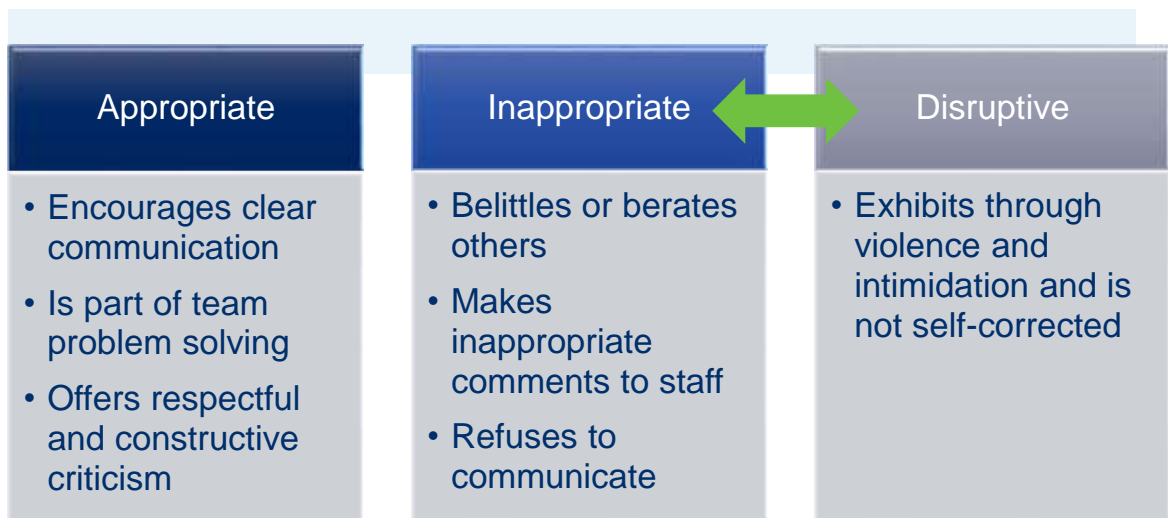 Appropriate
• Encourages clear
communication
• Is part of team
problem solving
• Offers respectful
and constructive
criticism
Inappropriate
• Belittles or berates
others
• Makes
inappropriate
comments to staff
• Refuses to
communicate
Disruptive
• Exhibits through
violence and
intimidation and is
not self-corrected